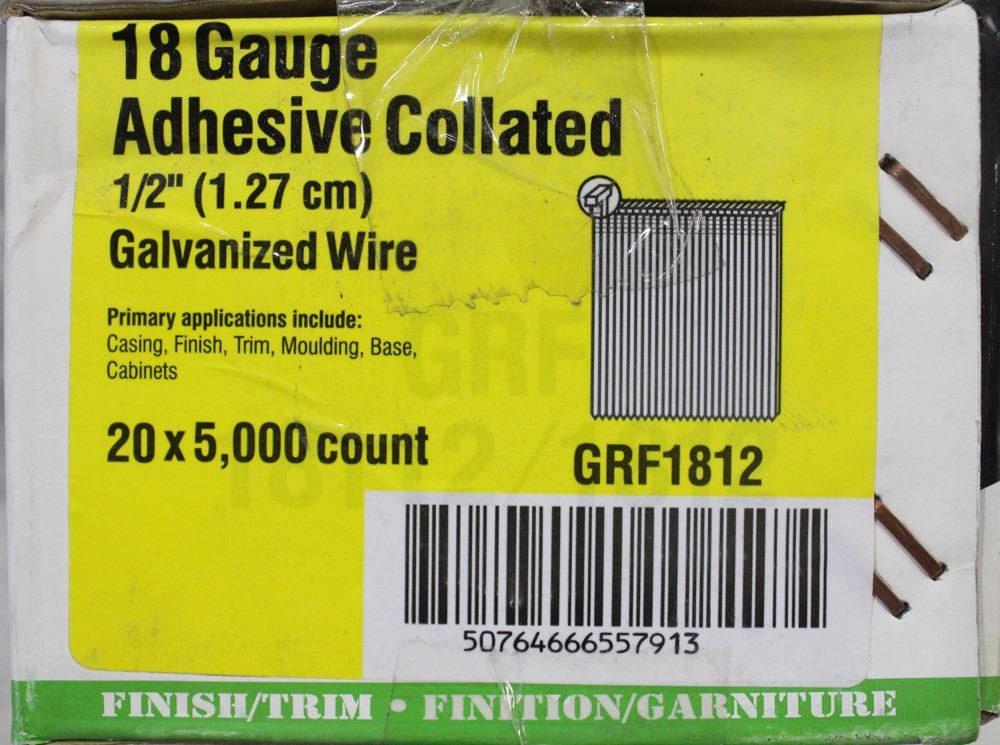 18 Gauge
Adhesive Collated
1/2" (1.27 cm)
Galvanized Wire
Primary applications include:
Casing, Finish, Trim, Moulding, Base,
Cabinets
20 x 5,000 count
GRF
GRF1812
50764666557913
FINISH/TRIM • FINITION/GARNITURE